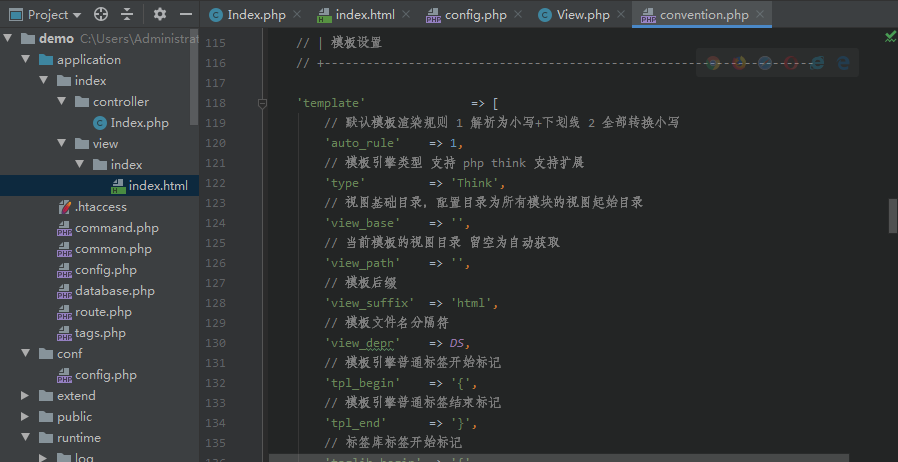 Project
Index.php
index.html
config.php
View.php
convention.php
demo C:\Users\Administrat
application
index
controller
Index.php
view
index
index.html
.htaccess
command.php
common.php
config.php
database.php
route.php
tags.php
conf
config.php
extend
public
runtime
log
115 // | 模板设置
116 // +----------------------------------------------------------------------
117
118 'template' => [
119 // 默认模板渲染规则 1 解析为小写+下划线 2 全部转换小写
120 'auto_rule' => 1,
121 // 模板引擎类型 支持 php think 支持扩展
122 'type' => 'Think',
123 // 视图基础目录，配置目录为所有模块的视图起始目录
124 'view_base' => '',
125 // 当前模板的视图目录 留空为自动获取
126 'view_path' => '',
127 // 模板后缀
128 'view_suffix' => 'html',
129 // 模板文件名分隔符
130 'view_depr' => DS,
131 // 模板引擎普通标签开始标记
132 'tpl_begin' => '{',
133 // 模板引擎普通标签结束标记
134 'tpl_end' => '}',
135 // 标签库标签开始标记